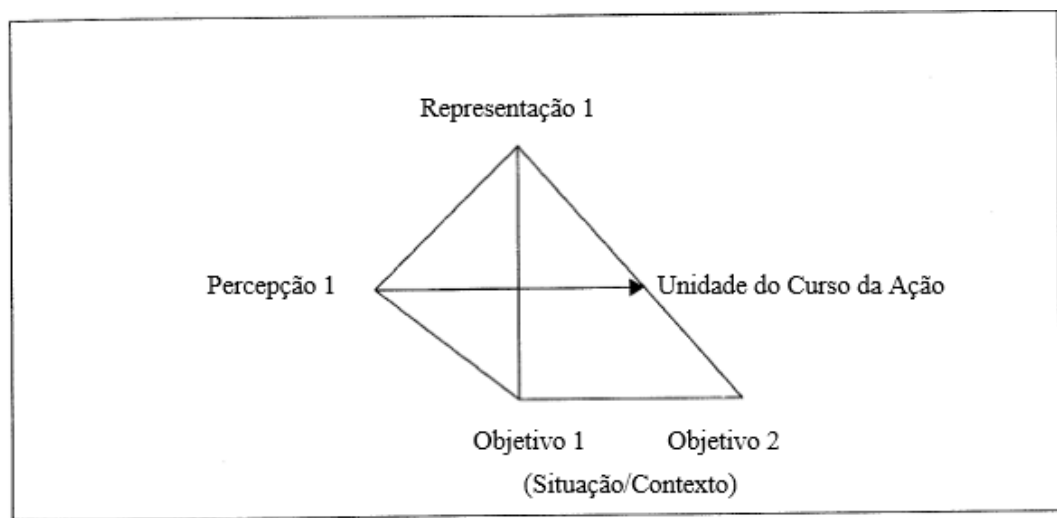 Representação 1
Percepção 1
Unidade do Curso da Ação
Objetivo 1
Objetivo 2
(Situação/Contexto)